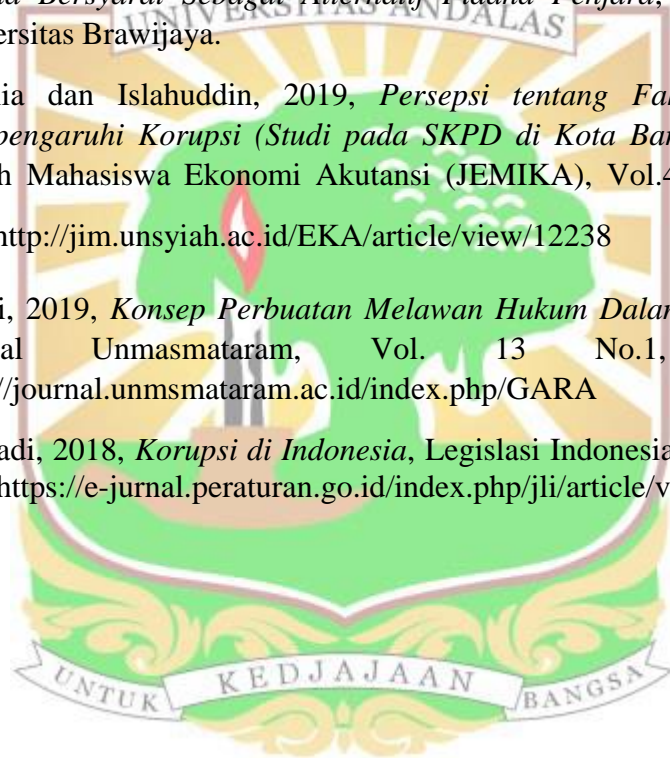 Bersyarat Sebagai Alternatif Pidana Penjara,
UNIVERSITAS ANDALAS
ersitas Brawijaya.
ia dan Islahuddin, 2019, Persepsi tentang Fa
pengaruhi Korupsi (Studi pada SKPD di Kota Ban
h Mahasiswa Ekonomi Akutansi (JEMIKA), Vol.4
http://jim.unsyiah.ac.id/EKA/article/view/12238
i, 2019, Konsep Perbuatan Melawan Hukum Dalam
al Unmasmataram, Vol. 13 No.1,
//journal.unmsmataram.ac.id/index.php/GARA
adi, 2018, Korupsi di Indonesia, Legislasi Indonesia
https://e-jurnal.peraturan.go.id/index.php/jli/article/v
UNTUK KEDJAJAAN BANGSA